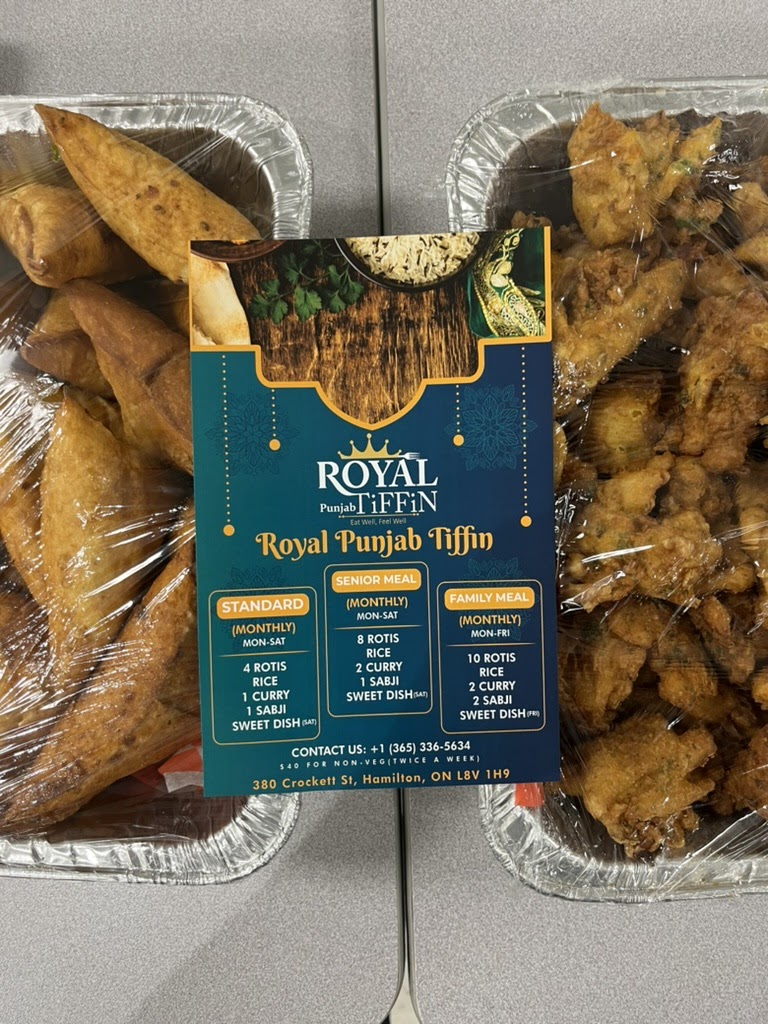 ROYAL
Punjab TiFFiN
Eat Well, Feel Well
Royal Punjab Tiffin
STANDARD
(MONTHLY)
MON-SAT
4 ROTIS
RICE
1 CURRY
1 SABJI
SWEET DISH (SAT)
SENIOR MEAL
(MONTHLY)
MON-SAT
8 ROTIS
RICE
2 CURRY
1 SABJI
SWEET DISH (SAT)
FAMILY MEAL
(MONTHLY)
MON-FRI
10 ROTIS
RICE
2 CURRY
2 SABJI
SWEET DISH (FRI)
CONTACT US: +1 (365) 336-5634
$40 FOR NON-VEG(TWICE A WEEK)
380 Crockett St, Hamilton, ON L8V 1H9